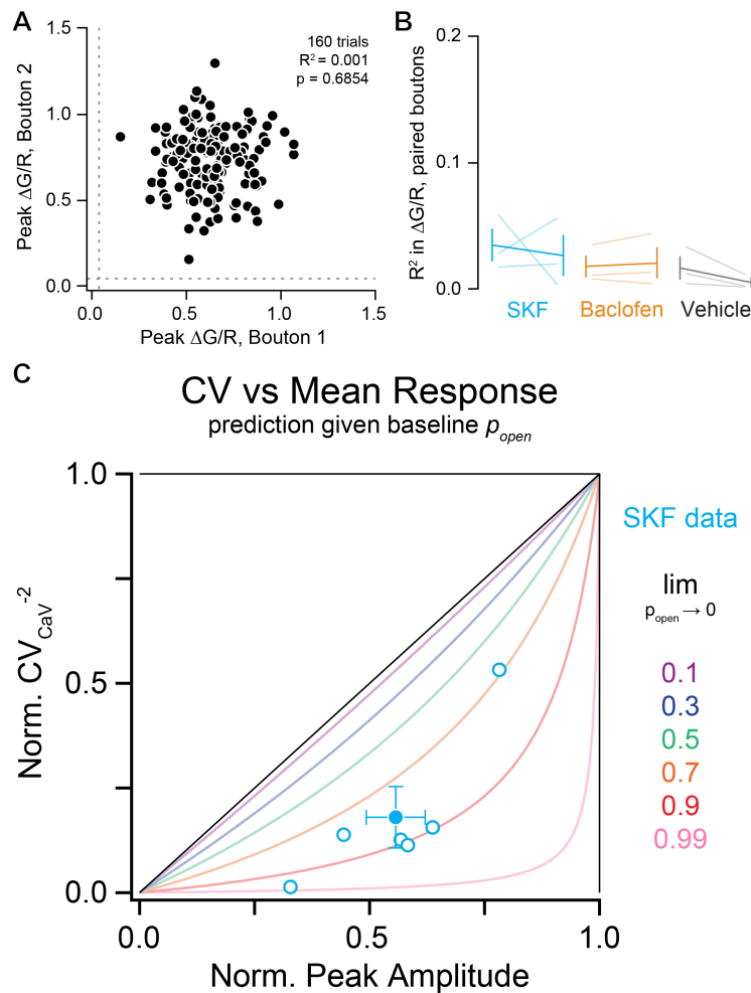 A
1.5
1.0
0.5
0.0
Peak ΔG/R, Bouton 2
160 trials
R² = 0.001
p = 0.6854
0.0
0.5
1.0
1.5
Peak ΔG/R, Bouton 1
B
0.2
0.1
0.0
R² in ΔG/R, paired boutons
SKF
Baclofen
Vehicle
C
CV vs Mean Response
prediction given baseline p_open
1.0
0.5
0.0
Norm. CV_CaV^-2
0.0
0.5
1.0
Norm. Peak Amplitude
SKF data
lim
p_open → 0
0.1
0.3
0.5
0.7
0.9
0.99